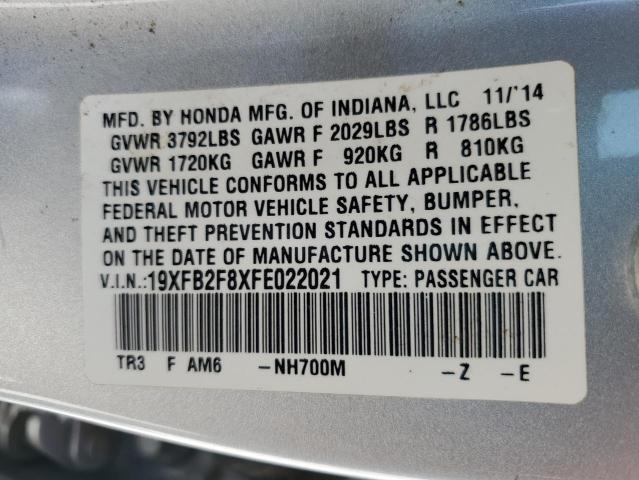 MFD. BY HONDA MFG. OF INDIANA, LLC 11/'14
GVWR 3792LBS GAWR F 2029LBS R 1786LBS
GVWR 1720KG GAWR F 920KG R 810KG
THIS VEHICLE CONFORMS TO ALL APPLICABLE
FEDERAL MOTOR VEHICLE SAFETY, BUMPER,
AND THEFT PREVENTION STANDARDS IN EFFECT
ON THE DATE OF MANUFACTURE SHOWN ABOVE.
V.I.N.:19XFB2F8XFE022021 TYPE: PASSENGER CAR
TR3 F AM6 -NH700M -Z -E